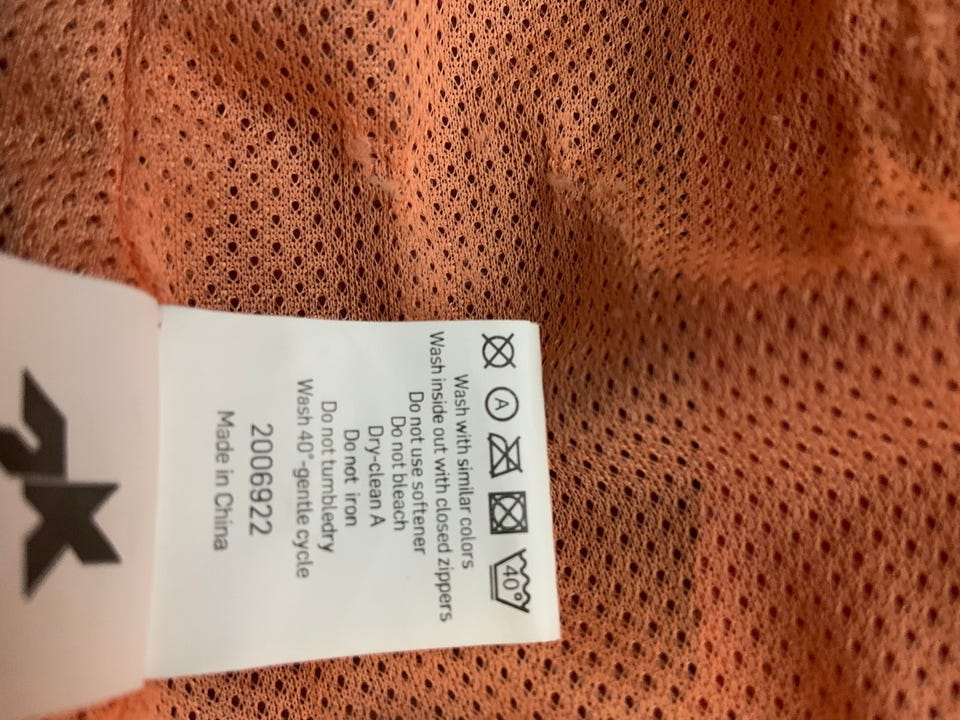 A 40°
Wash with similar colors
Wash inside out with closed zippers
Do not use softener
Do not bleach
Dry-clean A
Do not iron
Do not tumbledry
Wash 40°-gentle cycle
2006922
Made in China